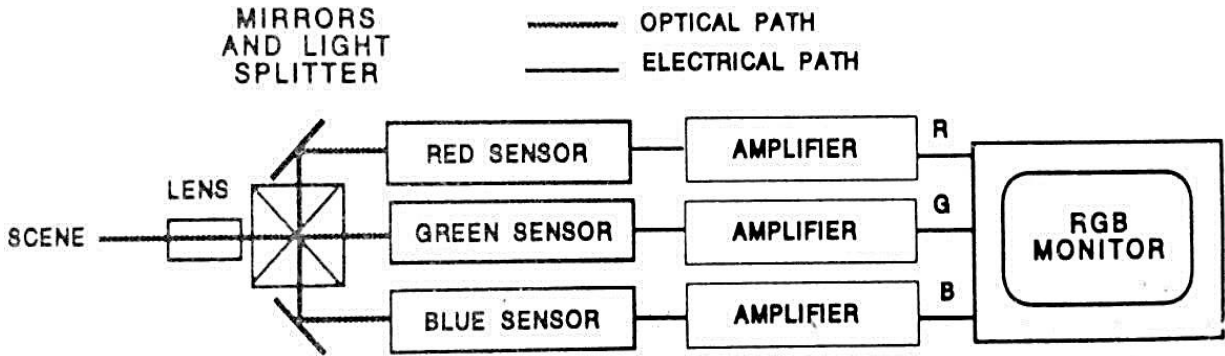 MIRRORS
AND LIGHT
SPLITTER
OPTICAL PATH
ELECTRICAL PATH
LENS
SCENE
RED SENSOR
AMPLIFIER
R
GREEN SENSOR
AMPLIFIER
G
BLUE SENSOR
AMPLIFIER
B
RGB
MONITOR